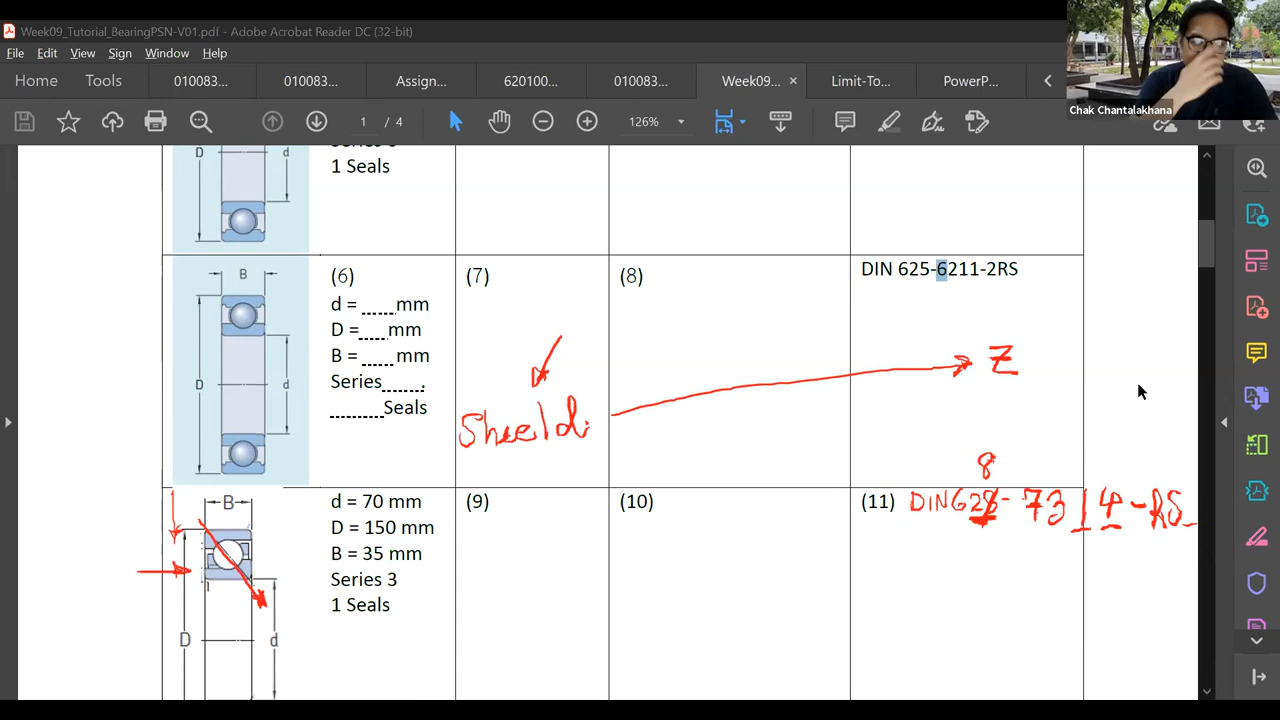 Week09_Tutorial_BearingPSN-V01.pdf - Adobe Acrobat Reader DC (32-bit)
File Edit View Sign Window Help
Home Tools 010083... 010083... Assign... 620100... 010083... Week09... × Limit-To... PowerP...
1 / 4 126%
Chak Chantalakhana
D d
1 Seals
B
D d
(6)
d = mm
D = mm
B = mm
Series .
Seals
(7)
Shield
(8)
DIN 625-6211-2RS
Z
8
B
D d
d = 70 mm
D = 150 mm
B = 35 mm
Series 3
1 Seals
(9)
(10)
(11) DIN628- 7314-RS